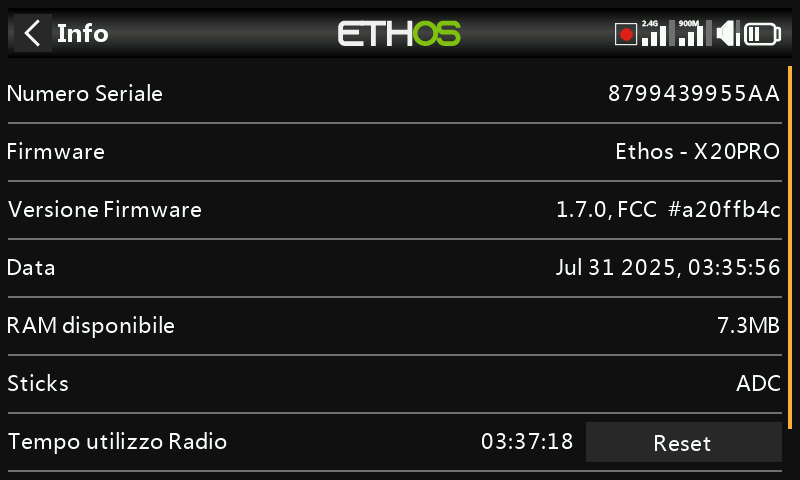 Info ETHOS 2.4G 900M
Numero Seriale 8799439955AA
Firmware Ethos - X20PRO
Versione Firmware 1.7.0, FCC #a20ffb4c
Data Jul 31 2025, 03:35:56
RAM disponibile 7.3MB
Sticks ADC
Tempo utilizzo Radio 03:37:18 Reset